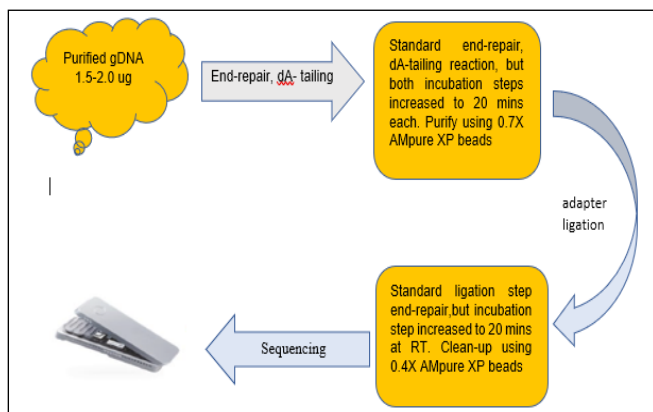 Purified gDNA
1.5-2.0 ug
End-repair, dA- tailing
Standard end-repair,
dA-tailing reaction, but
both incubation steps
increased to 20 mins
each. Purify using 0.7X
AMpure XP beads
adapter
ligation
Standard ligation step
end-repair,but incubation
step increased to 20 mins
at RT. Clean-up using
0.4X AMpure XP beads
Sequencing